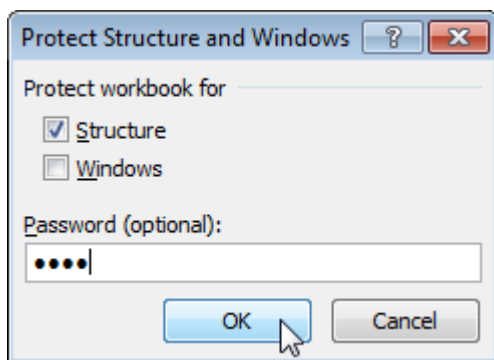 Protect Structure and Windows ?
Protect workbook for
Structure
Windows
Password (optional):
●●●●
OK Cancel